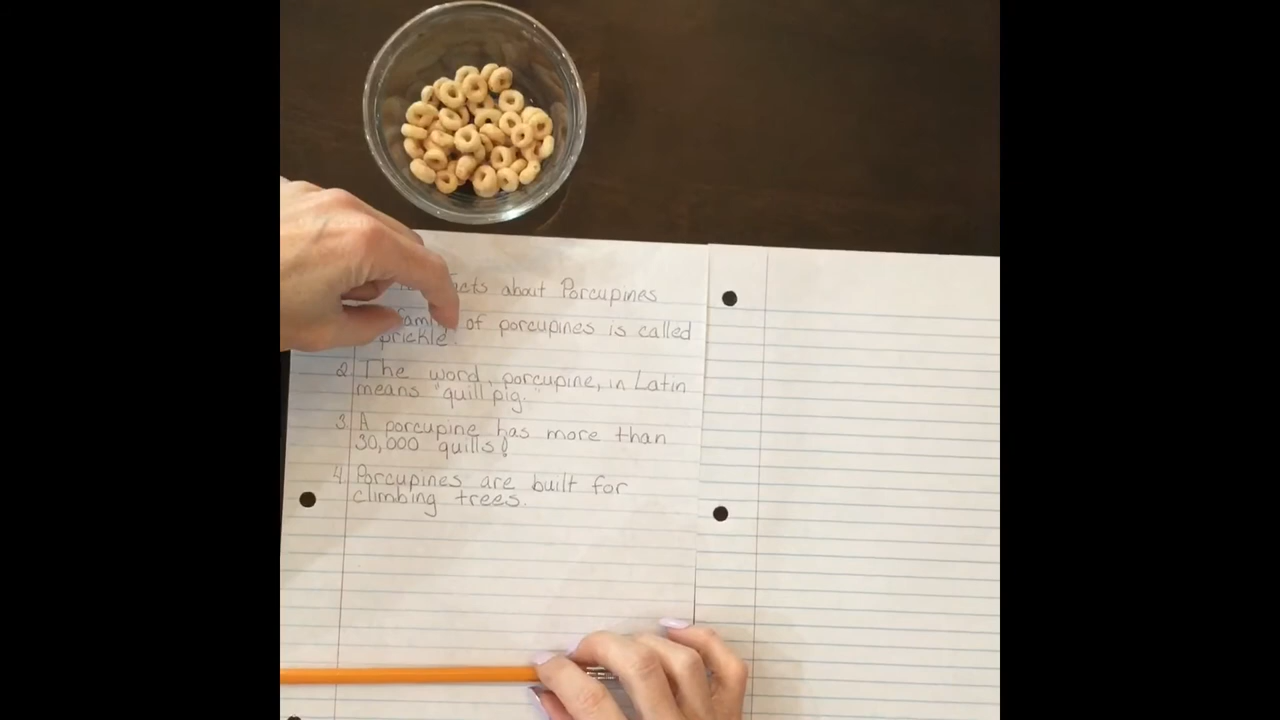 Facts about Porcupines
family of porcupines is called
prickle.
2. The word, porcupine, in Latin
means "quill pig."
3. A porcupine has more than
30,000 quills!
4. Porcupines are built for
climbing trees.